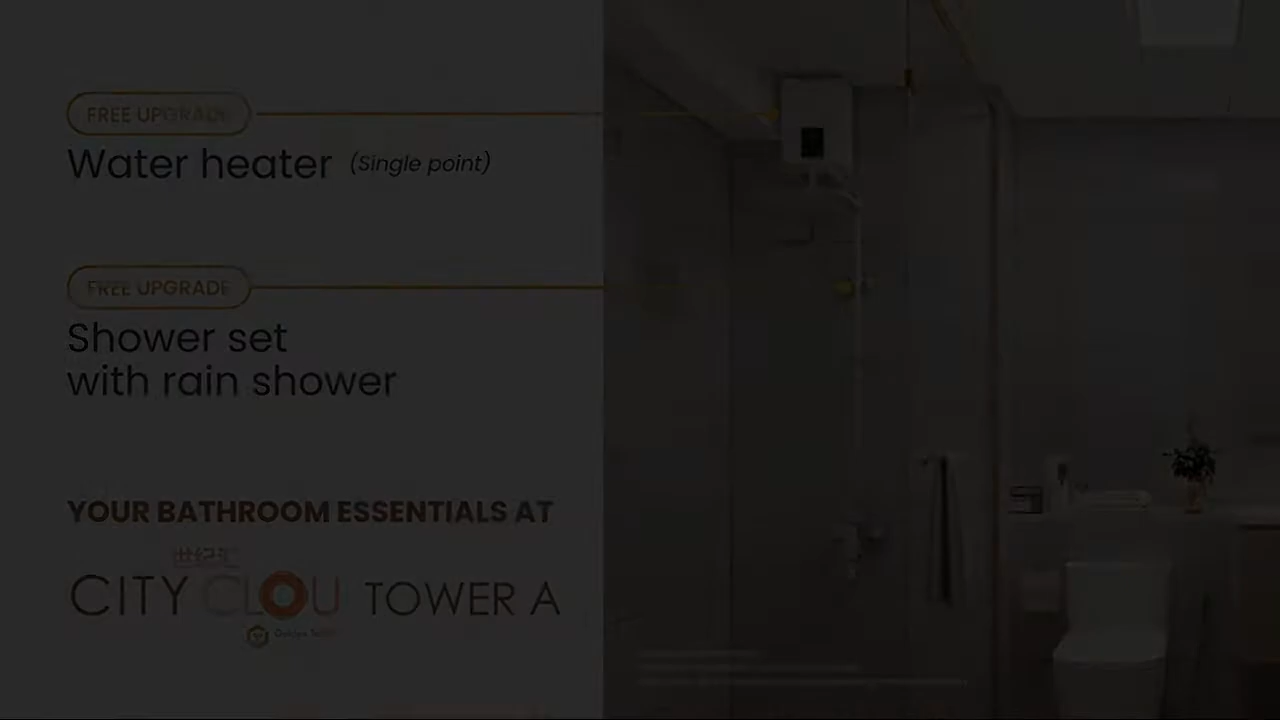 FREE UPGRADE
Water heater (Single point)
FREE UPGRADE
Shower set
with rain shower
YOUR BATHROOM ESSENTIALS AT
CITY CLOU TOWER A